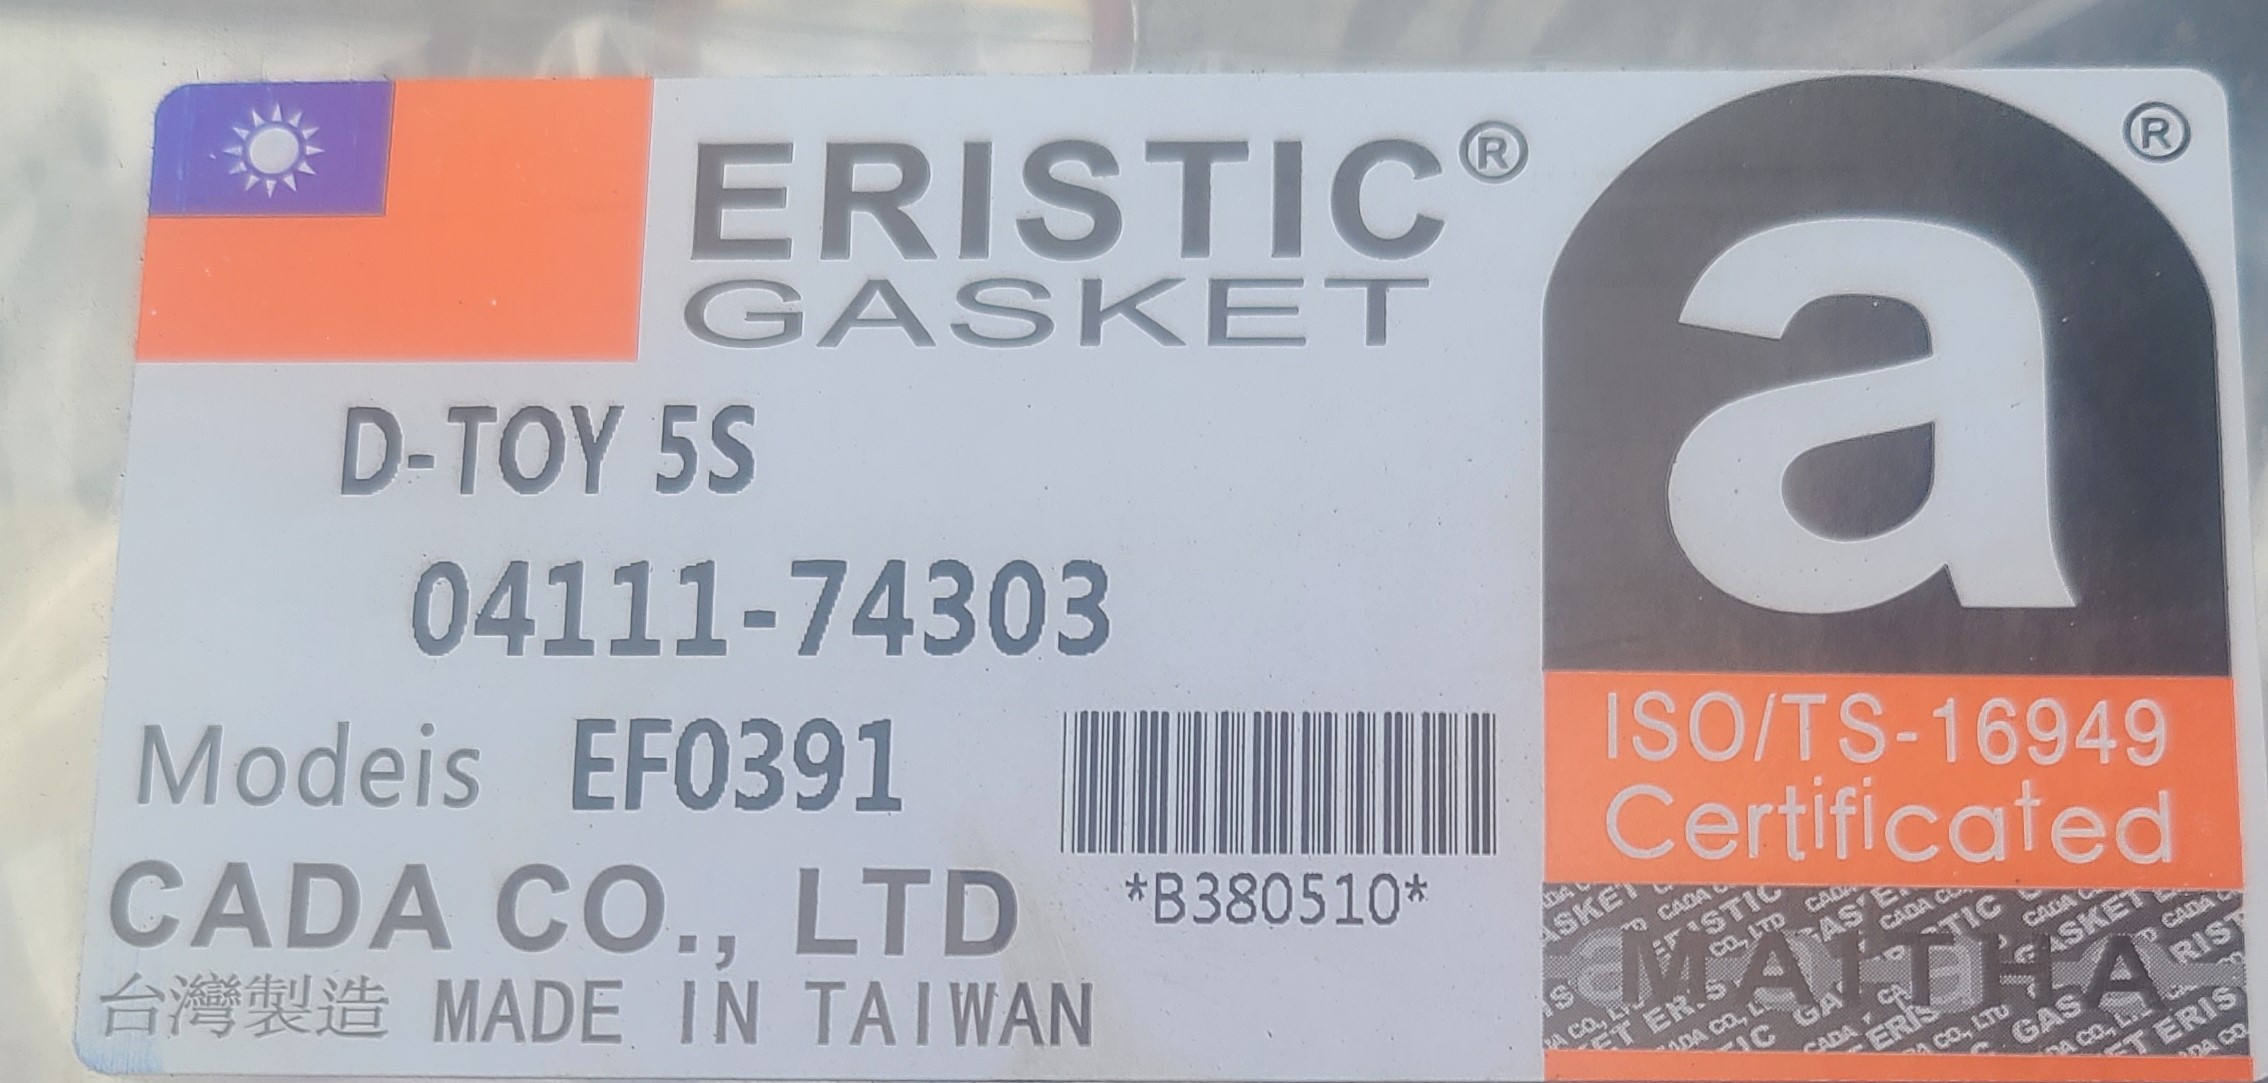 ERISTIC®
GASKET
D-TOY 5S
04111-74303
Modeis EF0391
*B380510*
CADA CO., LTD
台灣製造 MADE IN TAIWAN
a®
ISO/TS-16949
Certificated
MAITHA